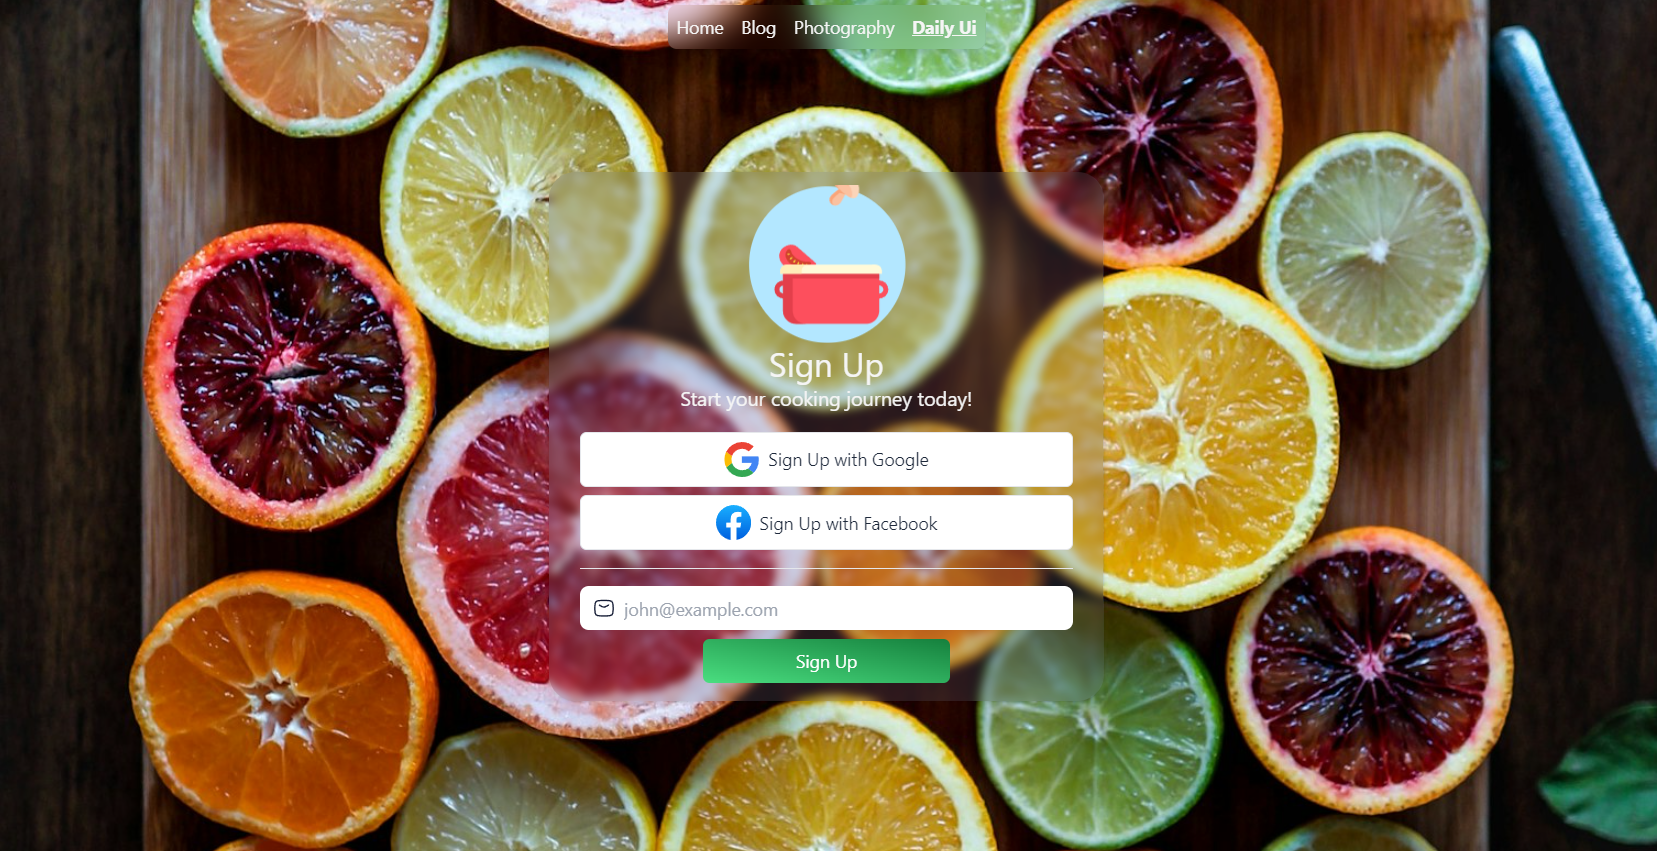 Home Blog Photography Daily Ui
Sign Up
Start your cooking journey today!
Sign Up with Google
Sign Up with Facebook
john@example.com
Sign Up